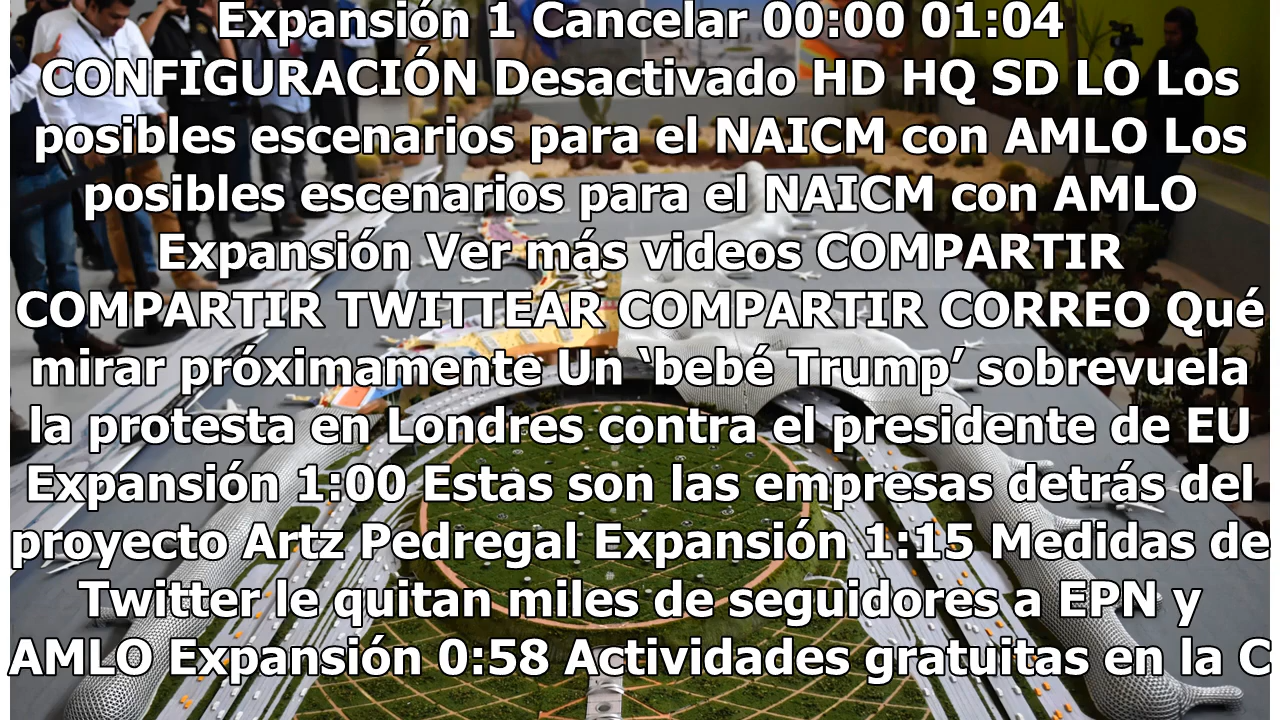 Expansión 1 Cancelar 00:00 01:04
CONFIGURACIÓN Desactivado HD HQ SD LO Los
posibles escenarios para el NAICM con AMLO Los
posibles escenarios para el NAICM con AMLO
Expansión Ver más videos COMPARTIR
COMPARTIR TWITTEAR COMPARTIR CORREO Qué
mirar próximamente Un ‘bebé Trump’ sobrevuela
la protesta en Londres contra el presidente de EU
Expansión 1:00 Estas son las empresas detrás del
proyecto Artz Pedregal Expansión 1:15 Medidas de
Twitter le quitan miles de seguidores a EPN y
AMLO Expansión 0:58 Actividades gratuitas en la C